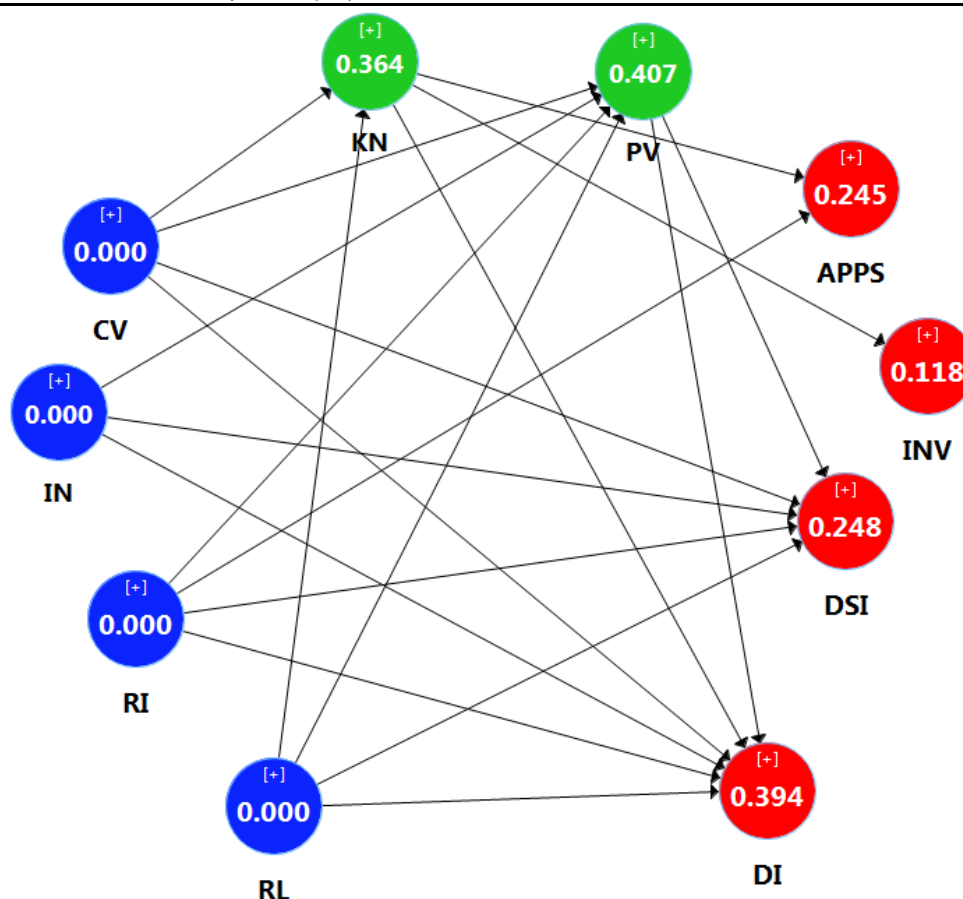 [+]
0.364
KN
[+]
0.407
PV
[+]
0.245
APPS
[+]
0.000
CV
[+]
0.118
INV
[+]
0.000
IN
[+]
0.248
DSI
[+]
0.000
RI
[+]
0.394
DI
[+]
0.000
RL